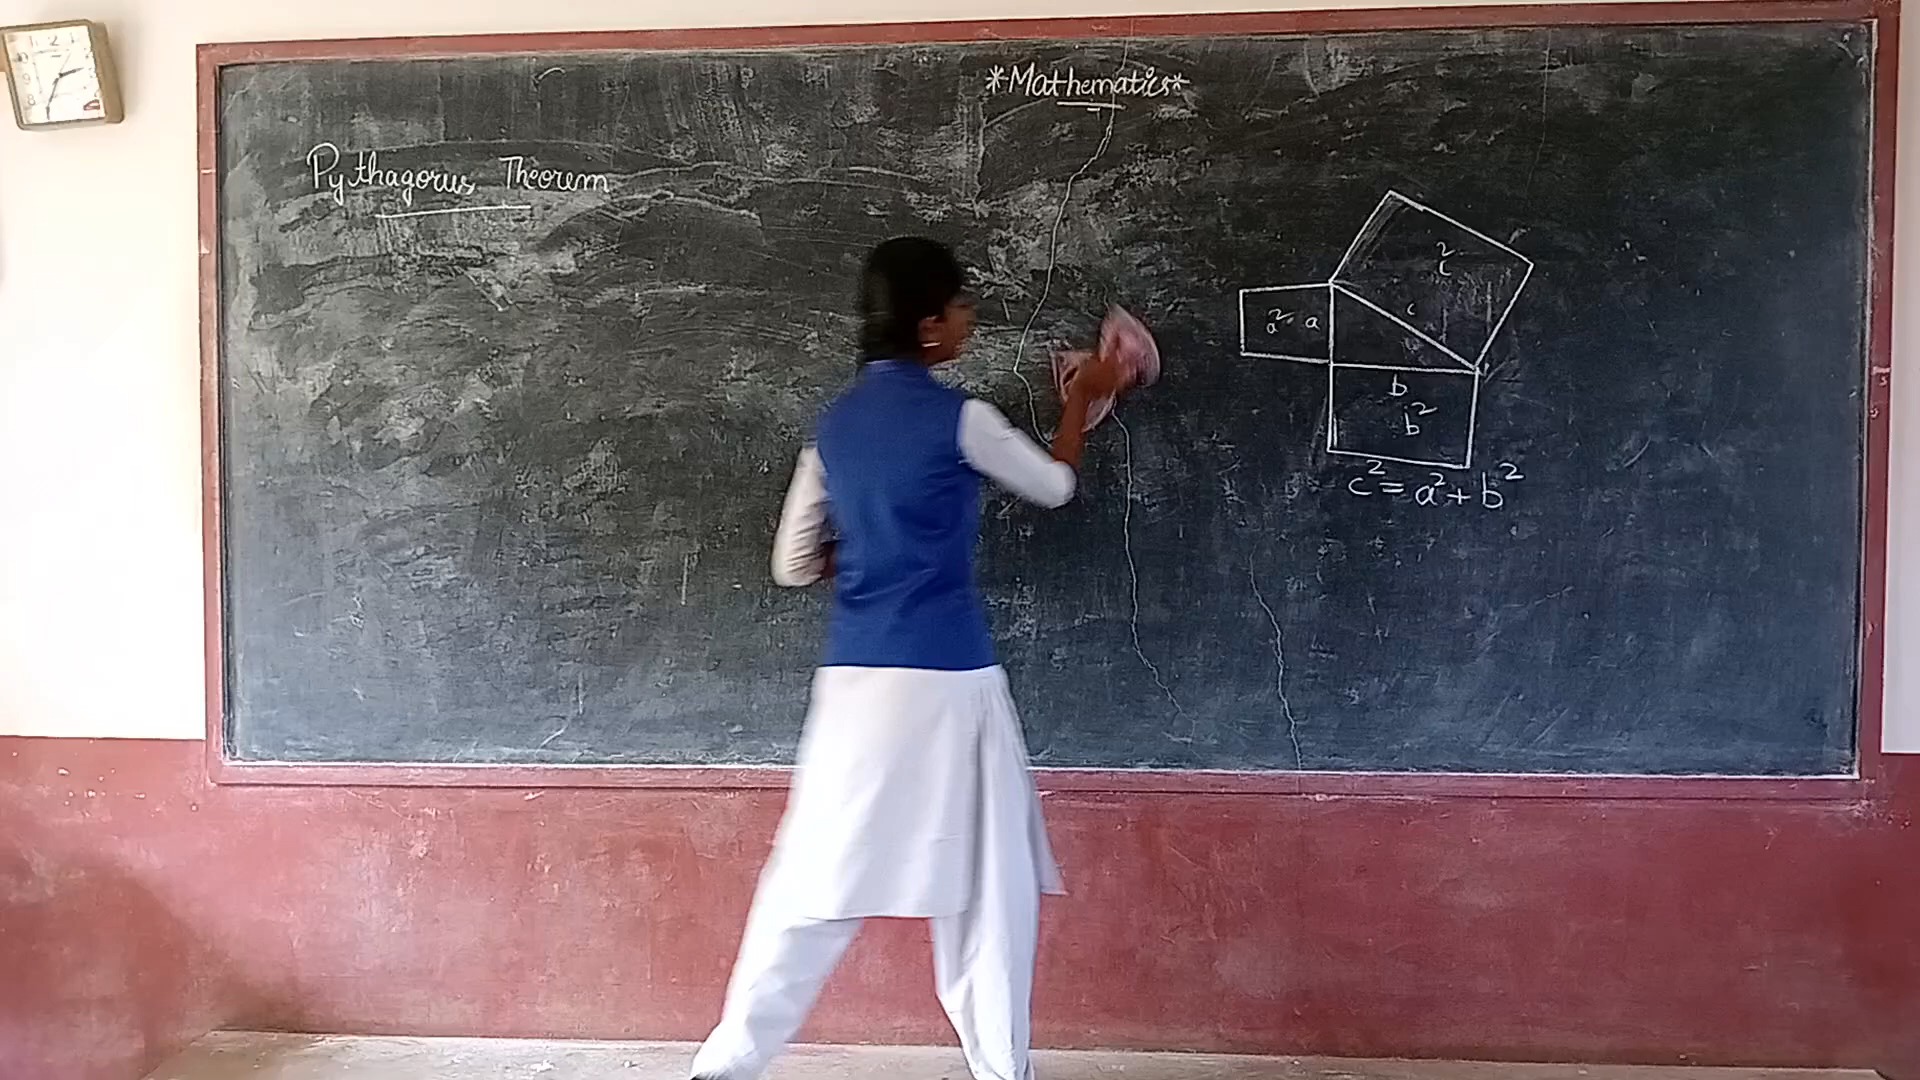 *Mathematics*
Pythagorus Theorem
c²
c
a² a
b
b²
c² = a² + b²